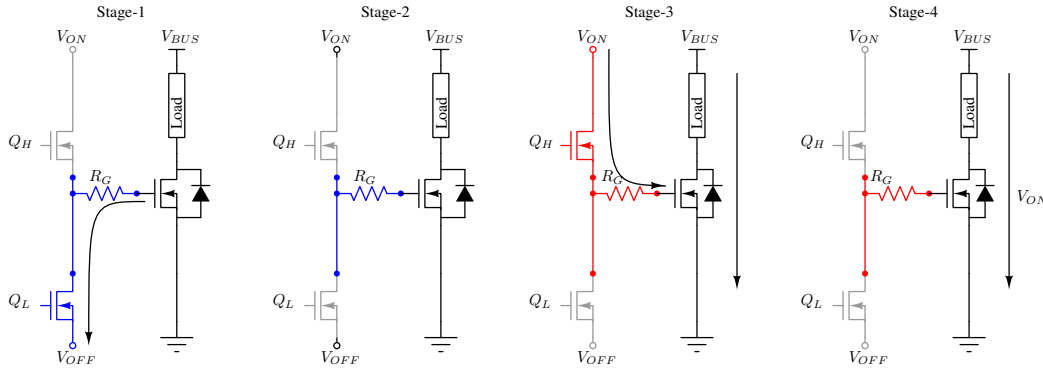 Stage-1
V_ON
V_BUS
Load
Q_H
R_G
Q_L
V_OFF
Stage-2
V_ON
V_BUS
Load
Q_H
R_G
Q_L
V_OFF
Stage-3
V_ON
V_BUS
Load
Q_H
R_G
Q_L
V_OFF
Stage-4
V_ON
V_BUS
Load
Q_H
R_G
V_ON
Q_L
V_OFF